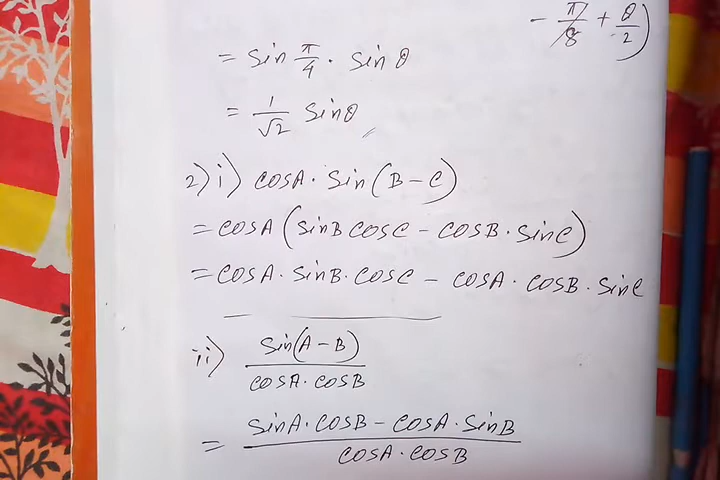 - π/8 + θ/2)
= sin π/4 · sin θ
= 1/√2 sinθ
2) i) cosA · sin(B-C)
= cosA (sinB cosC - cosB · sinC)
= cosA · sinB · cosC - cosA · cosB · sinC
ii) sin(A-B) / cosA · cosB
= sinA · cosB - cosA · sinB / cosA · cosB